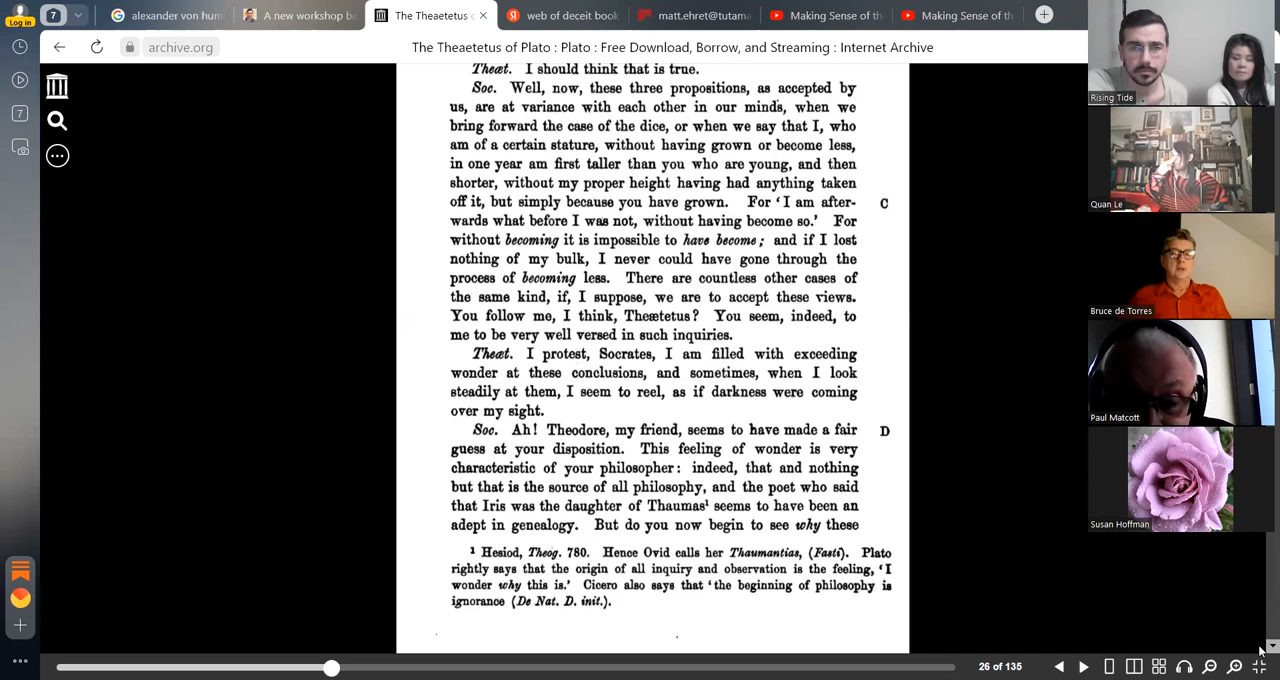 Log in
7
alexander von hum
A new workshop be
The Theaetetus o
web of deceit book
matt.ehret@tutama
Making Sense of th
Making Sense of th
archive.org
The Theaetetus of Plato : Plato : Free Download, Borrow, and Streaming : Internet Archive
7
Theæt. I should think that is true.
Soc. Well, now, these three propositions, as accepted by
us, are at variance with each other in our minds, when we
bring forward the case of the dice, or when we say that I, who
am of a certain stature, without having grown or become less,
in one year am first taller than you who are young, and then
shorter, without my proper height having had anything taken
off it, but simply because you have grown. For ‘I am after-
wards what before I was not, without having become so.’ For
C
without becoming it is impossible to have become; and if I lost
nothing of my bulk, I never could have gone through the
process of becoming less. There are countless other cases of
the same kind, if, I suppose, we are to accept these views.
You follow me, I think, Theætetus? You seem, indeed, to
me to be very well versed in such inquiries.
Theæt. I protest, Socrates, I am filled with exceeding
wonder at these conclusions, and sometimes, when I look
steadily at them, I seem to reel, as if darkness were coming
over my sight.
Soc. Ah! Theodore, my friend, seems to have made a fair
D
guess at your disposition. This feeling of wonder is very
characteristic of your philosopher: indeed, that and nothing
but that is the source of all philosophy, and the poet who said
that Iris was the daughter of Thaumas¹ seems to have been an
adept in genealogy. But do you now begin to see why these
¹ Hesiod, Theog. 780. Hence Ovid calls her Thaumantias, (Fasti). Plato
rightly says that the origin of all inquiry and observation is the feeling, ‘I
wonder why this is.’ Cicero also says that ‘the beginning of philosophy is
ignorance (De Nat. D. init.).
26 of 135
Rising Tide
Quan Le
Bruce de Torres
Paul Matcott
Susan Hoffman